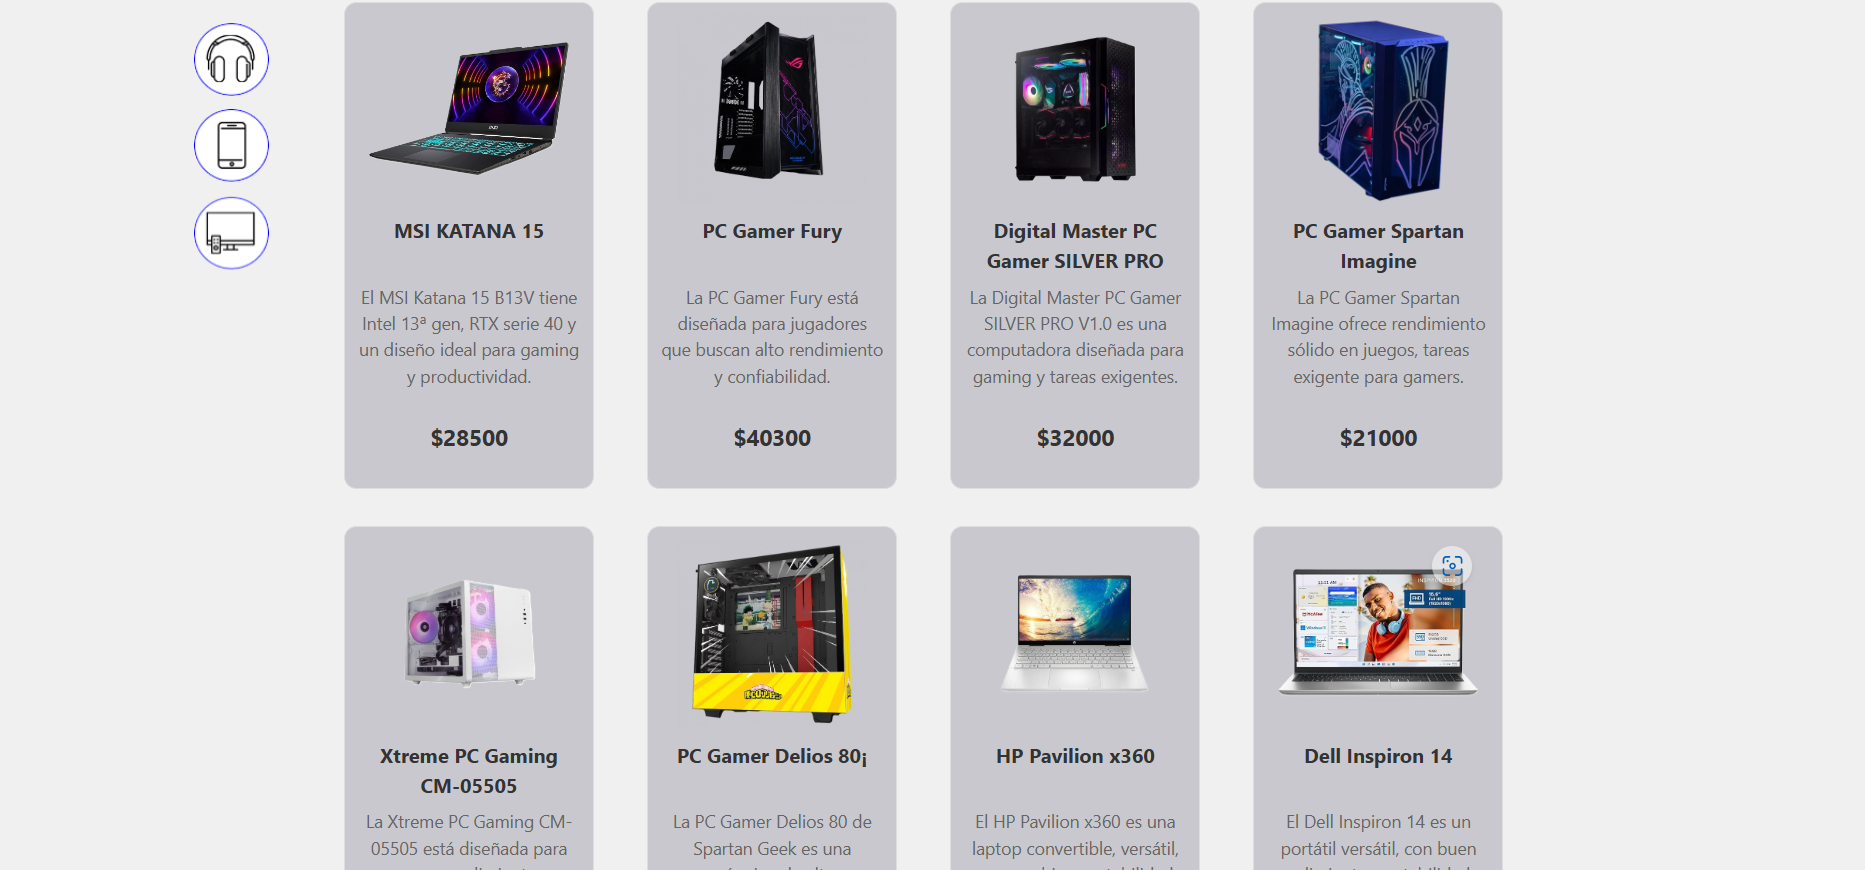 MSI KATANA 15
El MSI Katana 15 B13V tiene
Intel 13ª gen, RTX serie 40 y
un diseño ideal para gaming
y productividad.
$28500
PC Gamer Fury
La PC Gamer Fury está
diseñada para jugadores
que buscan alto rendimiento
y confiabilidad.
$40300
Digital Master PC
Gamer SILVER PRO
La Digital Master PC Gamer
SILVER PRO V1.0 es una
computadora diseñada para
gaming y tareas exigentes.
$32000
PC Gamer Spartan
Imagine
La PC Gamer Spartan
Imagine ofrece rendimiento
sólido en juegos, tareas
exigente para gamers.
$21000
Xtreme PC Gaming
CM-05505
La Xtreme PC Gaming CM-
05505 está diseñada para
PC Gamer Delios 80¡
La PC Gamer Delios 80 de
Spartan Geek es una
HP Pavilion x360
El HP Pavilion x360 es una
laptop convertible, versátil,
11:11 AM
Dell Inspiron 14
El Dell Inspiron 14 es un
portátil versátil, con buen